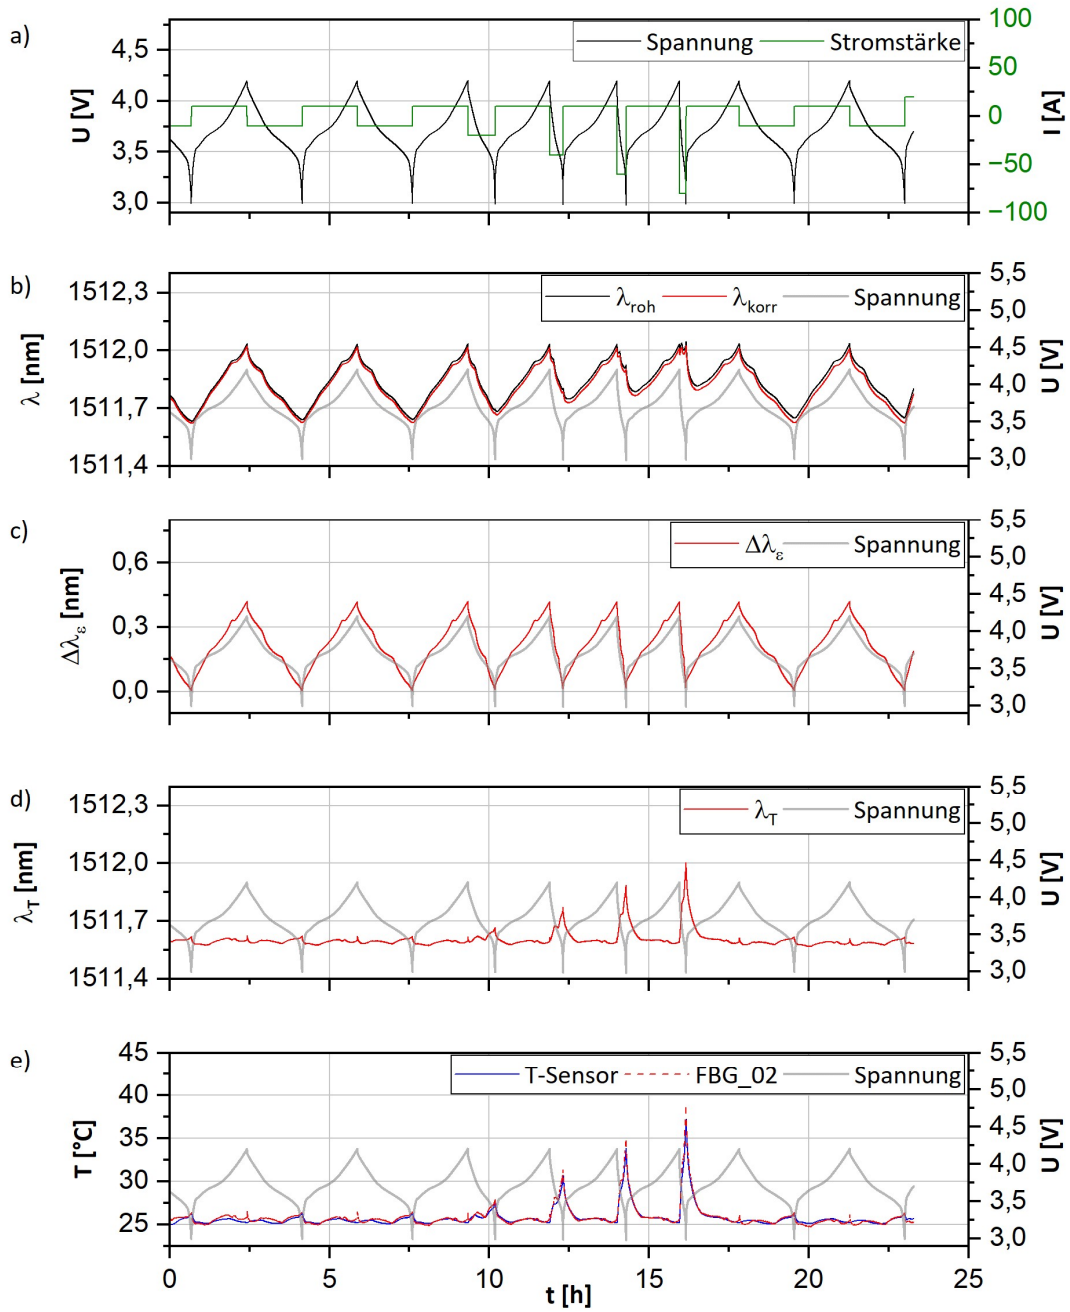 a)
U [V]
4,5
4,0
3,5
3,0
Spannung Stromstärke
100
50
0
−50
−100
I [A]
b)
λ [nm]
1512,3
1512,0
1511,7
1511,4
λroh λkorr Spannung
5,5
5,0
4,5
4,0
3,5
3,0
U [V]
c)
Δλε [nm]
0,6
0,3
0,0
Δλε Spannung
5,5
5,0
4,5
4,0
3,5
3,0
U [V]
d)
λT [nm]
1512,3
1512,0
1511,7
1511,4
λT Spannung
5,5
5,0
4,5
4,0
3,5
3,0
U [V]
e)
T [°C]
45
40
35
30
25
T-Sensor FBG_02 Spannung
5,5
5,0
4,5
4,0
3,5
3,0
U [V]
0 5 10 15 20 25
t [h]